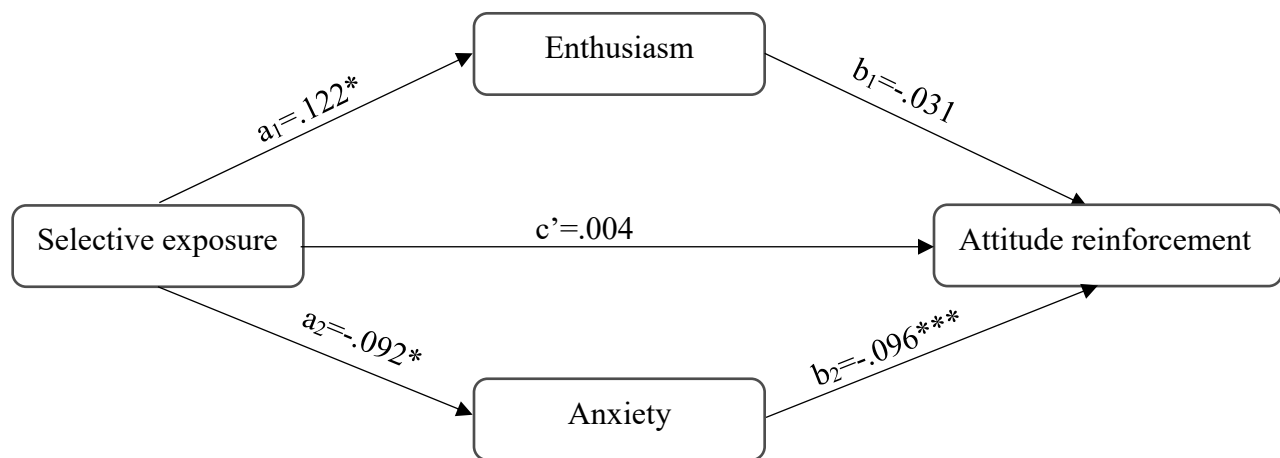 Enthusiasm
a₁=.122*
b₁=-.031
Selective exposure
c’=.004
Attitude reinforcement
a₂=-.092*
b₂=-.096***
Anxiety